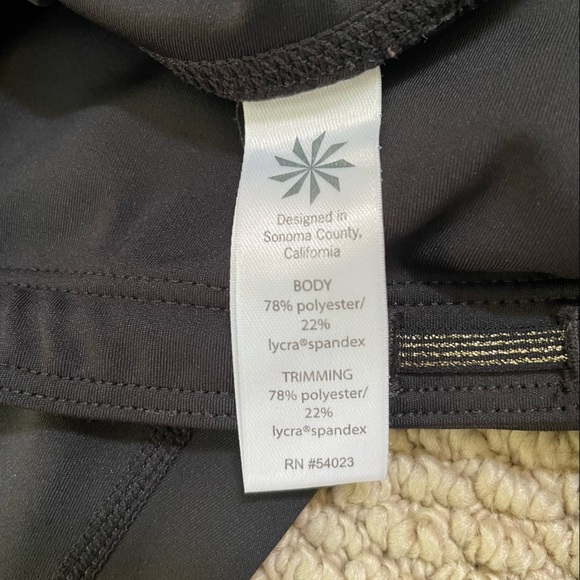 Designed in
Sonoma County,
California
BODY
78% polyester/
22%
lycra®spandex
TRIMMING
78% polyester/
22%
lycra®spandex
RN #54023